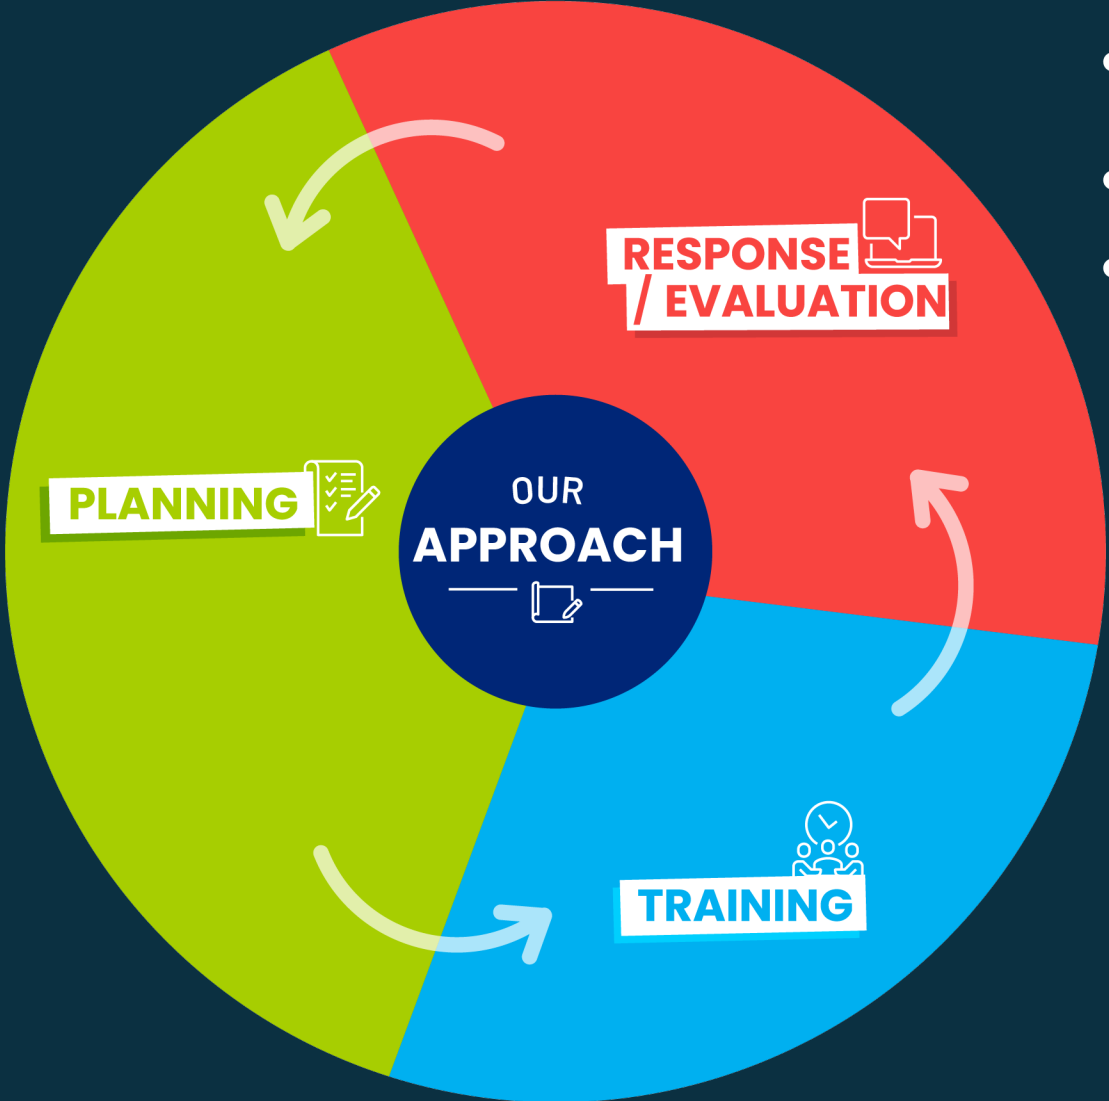 RESPONSE
/ EVALUATION
PLANNING
OUR
APPROACH
TRAINING